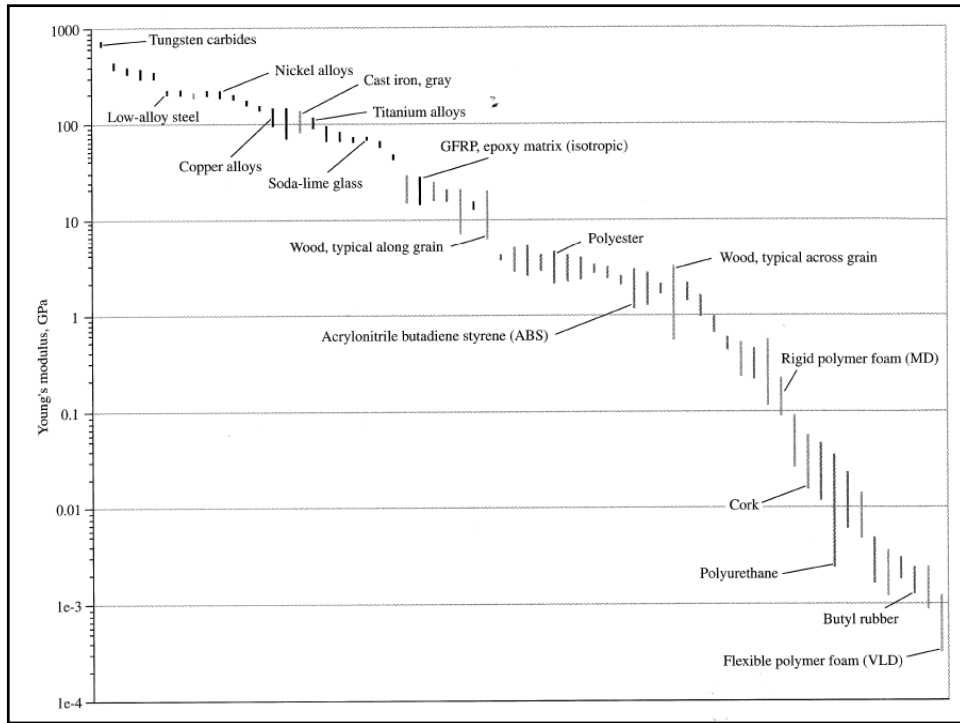 1000
Tungsten carbides
Nickel alloys
Cast iron, gray
Low-alloy steel
Titanium alloys
100
Copper alloys
Soda-lime glass
GFRP, epoxy matrix (isotropic)
10
Wood, typical along grain
Polyester
Wood, typical across grain
1
Acrylonitrile butadiene styrene (ABS)
Rigid polymer foam (MD)
Young's modulus, GPa
0.1
Cork
0.01
Polyurethane
1e-3
Butyl rubber
Flexible polymer foam (VLD)
1e-4